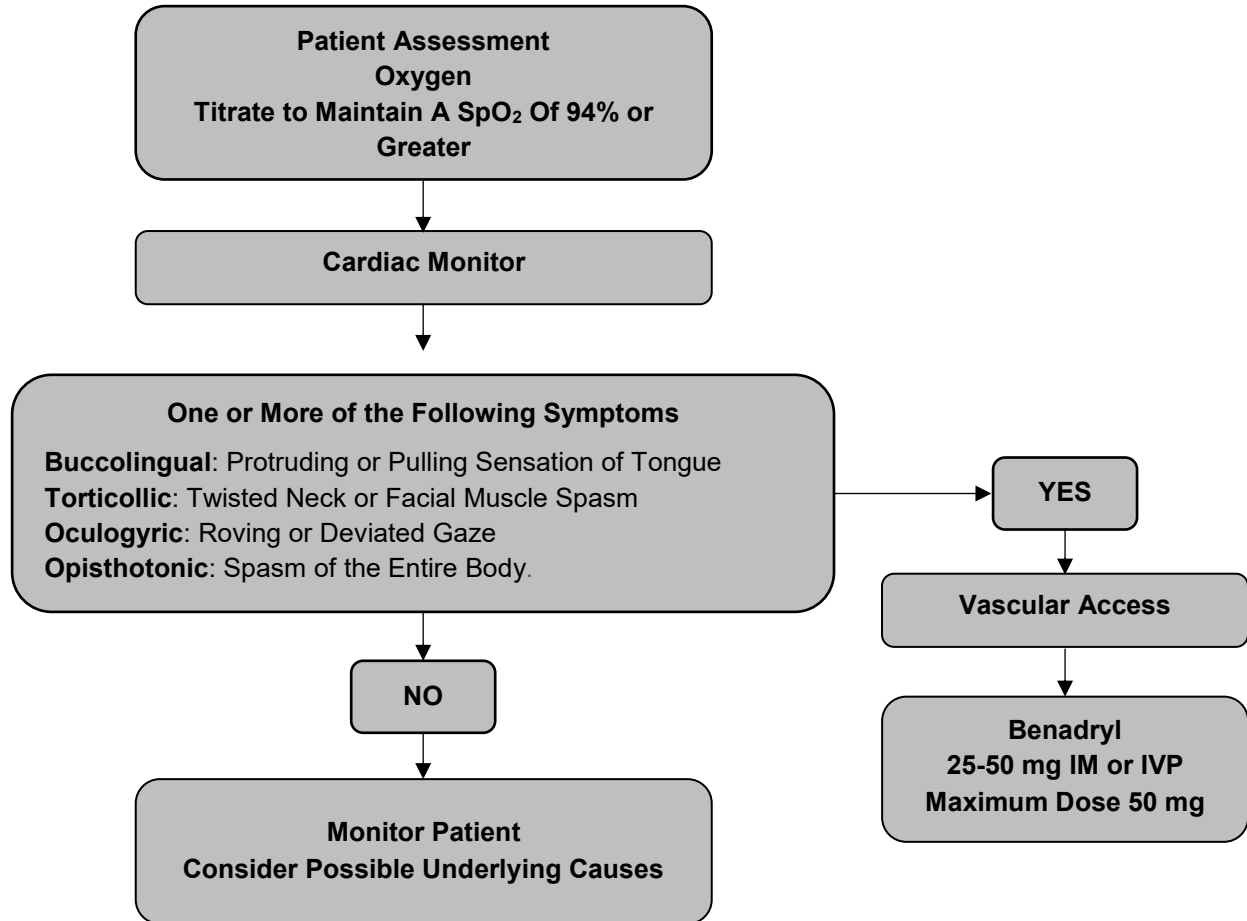 Patient Assessment
Oxygen
Titrate to Maintain A SpO₂ Of 94% or
Greater
Cardiac Monitor
One or More of the Following Symptoms
Buccolingual: Protruding or Pulling Sensation of Tongue
Torticollic: Twisted Neck or Facial Muscle Spasm
Oculogyric: Roving or Deviated Gaze
Opisthotonic: Spasm of the Entire Body.
YES
Vascular Access
Benadryl
25-50 mg IM or IVP
Maximum Dose 50 mg
NO
Monitor Patient
Consider Possible Underlying Causes